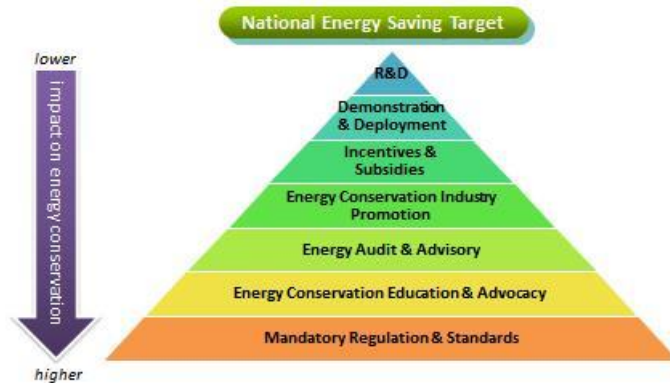 National Energy Saving Target
lower
impact on energy conservation
higher
R&D
Demonstration
& Deployment
Incentives &
Subsidies
Energy Conservation Industry
Promotion
Energy Audit & Advisory
Energy Conservation Education & Advocacy
Mandatory Regulation & Standards